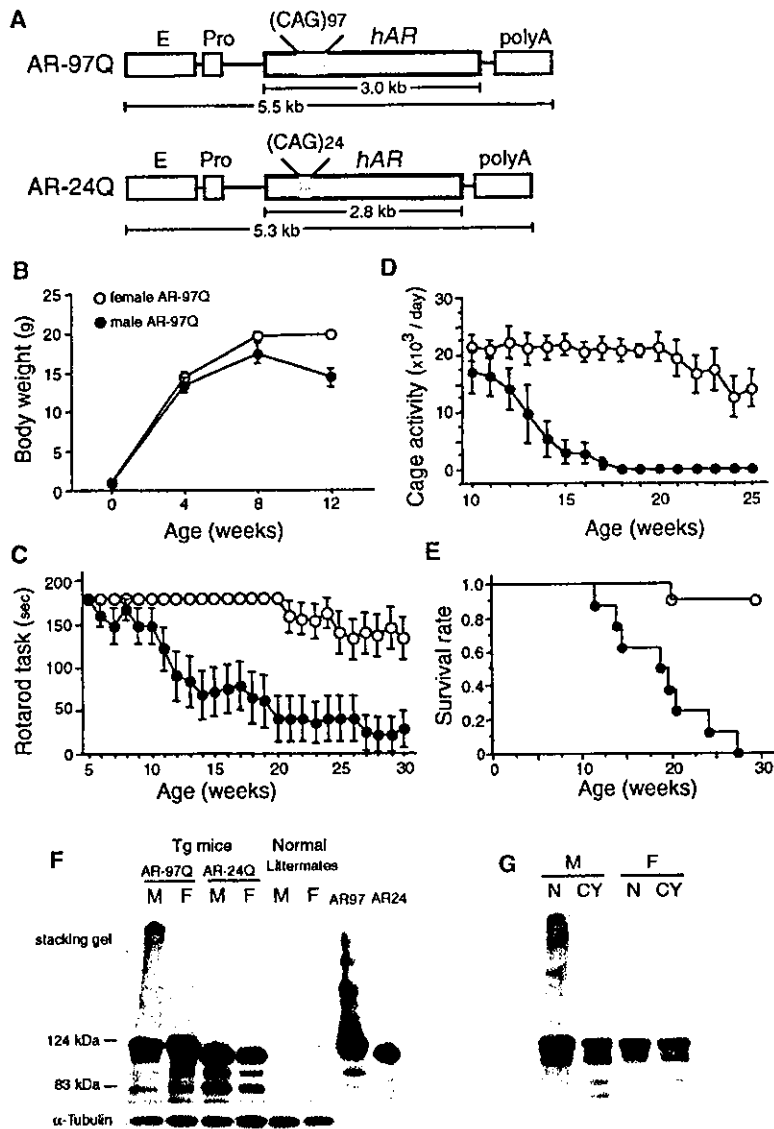 A
(CAG)97
E Pro hAR polyA
AR-97Q
3.0 kb
5.5 kb
(CAG)24
E Pro hAR polyA
AR-24Q
2.8 kb
5.3 kb
B
25
20
15
10
5
0
Body weight (g)
female AR-97Q
male AR-97Q
0 4 8 12
Age (weeks)
D
30
20
10
0
Cage activity (x10³ / day)
10 15 20 25
Age (weeks)
C
200
150
100
50
0
Rotarod task (sec)
5 10 15 20 25 30
Age (weeks)
E
1.0
0.8
0.6
0.4
0.2
0
Survival rate
0 10 20 30
Age (weeks)
F
Tg mice Normal
AR-97Q AR-24Q Littermates
M F M F M F AR97 AR24
stacking gel
124 kDa
83 kDa
α-Tubulin
G
M F
N CY N CY